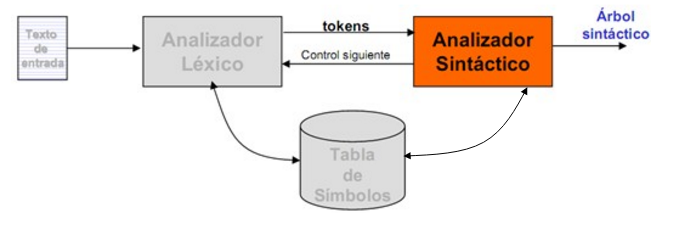 Texto
de
entrada
Analizador
Léxico
tokens
Control siguiente
Analizador
Sintáctico
Árbol
sintáctico
Tabla
de
Símbolos